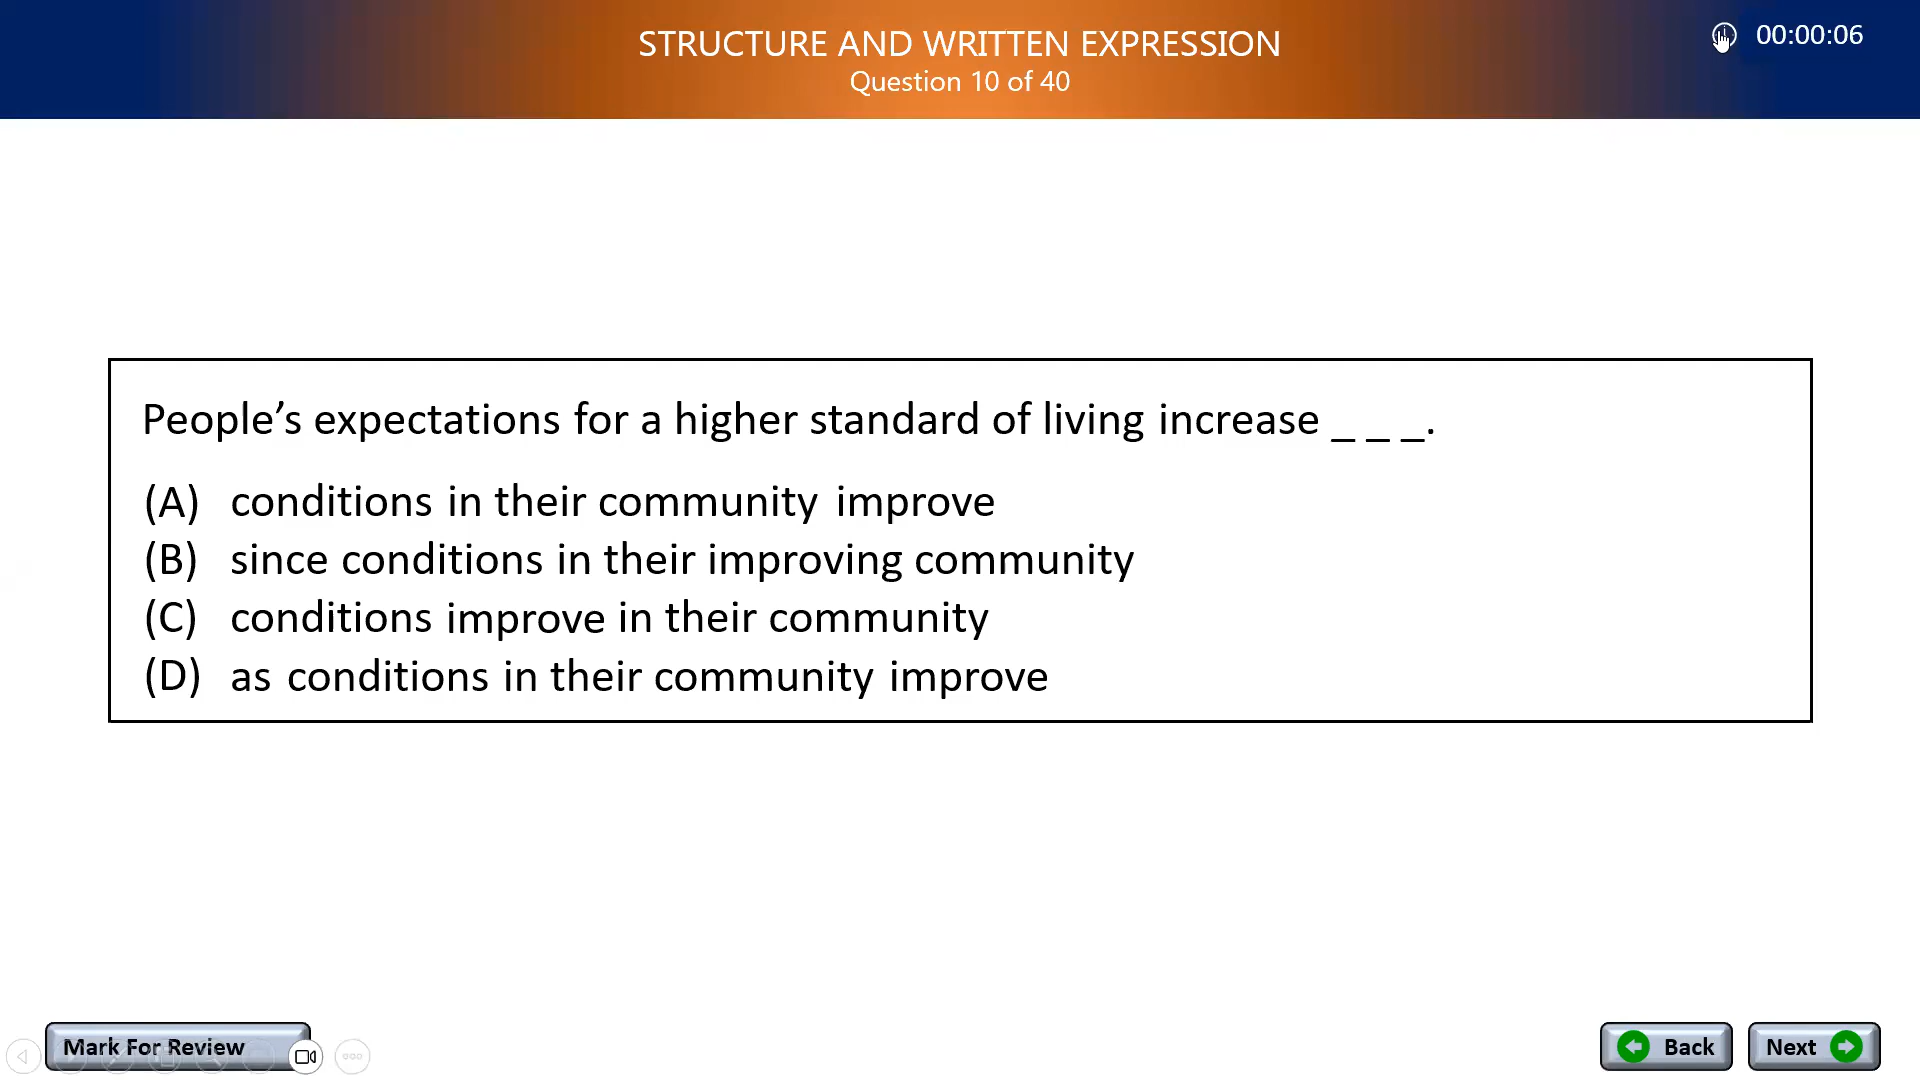 STRUCTURE AND WRITTEN EXPRESSION
00:00:06
Question 10 of 40
People’s expectations for a higher standard of living increase _ _ _.
(A) conditions in their community improve
(B) since conditions in their improving community
(C) conditions improve in their community
(D) as conditions in their community improve
Mark For Review
Back
Next